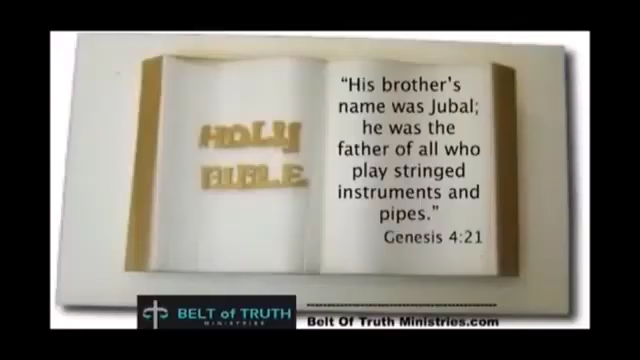 HOLY
BIBLE
“His brother’s
name was Jubal;
he was the
father of all who
play stringed
instruments and
pipes.”
Genesis 4:21
BELT of TRUTH
MINISTRIES
Belt Of Truth Ministries.com